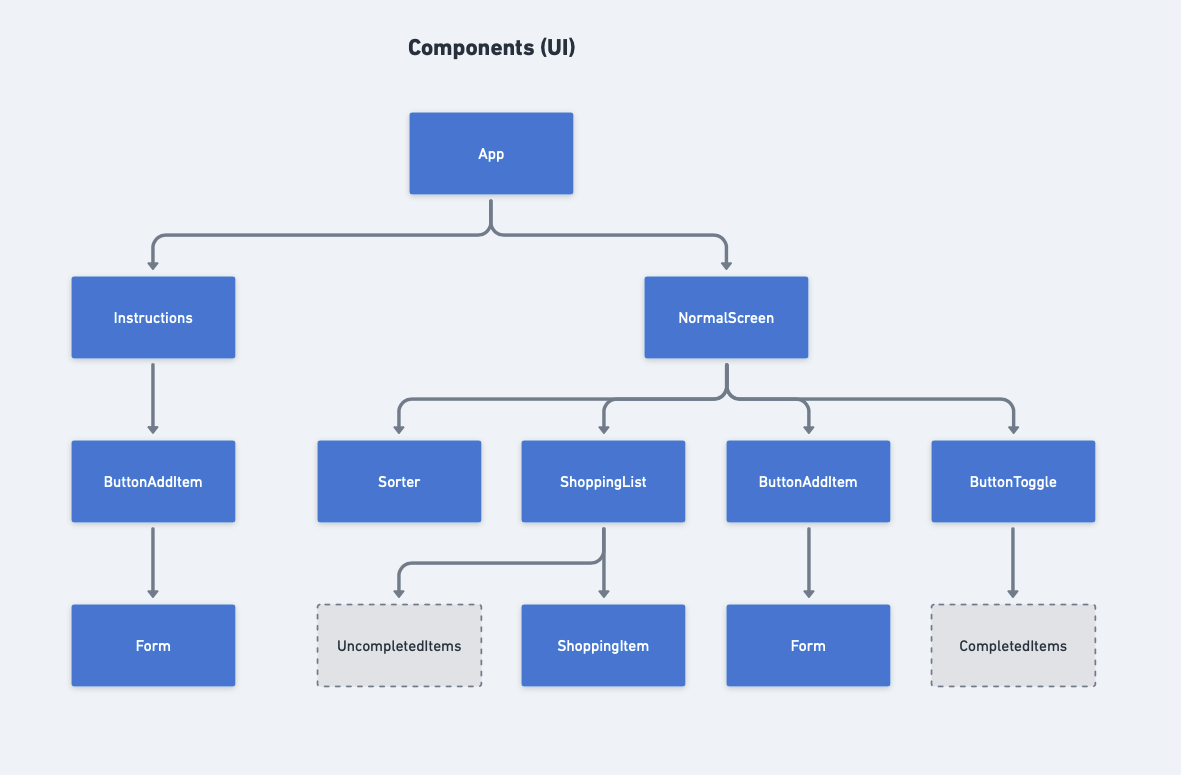 Components (UI)
App
Instructions
NormalScreen
ButtonAddItem
Sorter
ShoppingList
ButtonAddItem
ButtonToggle
Form
UncompletedItems
ShoppingItem
Form
CompletedItems